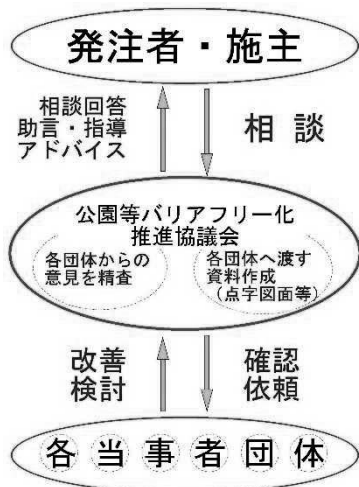 発注者・施主
相談回答
助言・指導
アドバイス
相 談
公園等バリアフリー化
推進協議会
各団体からの
意見を精査
各団体へ渡す
資料作成
(点字図面等)
改善
検討
確認
依頼
各当事者団体